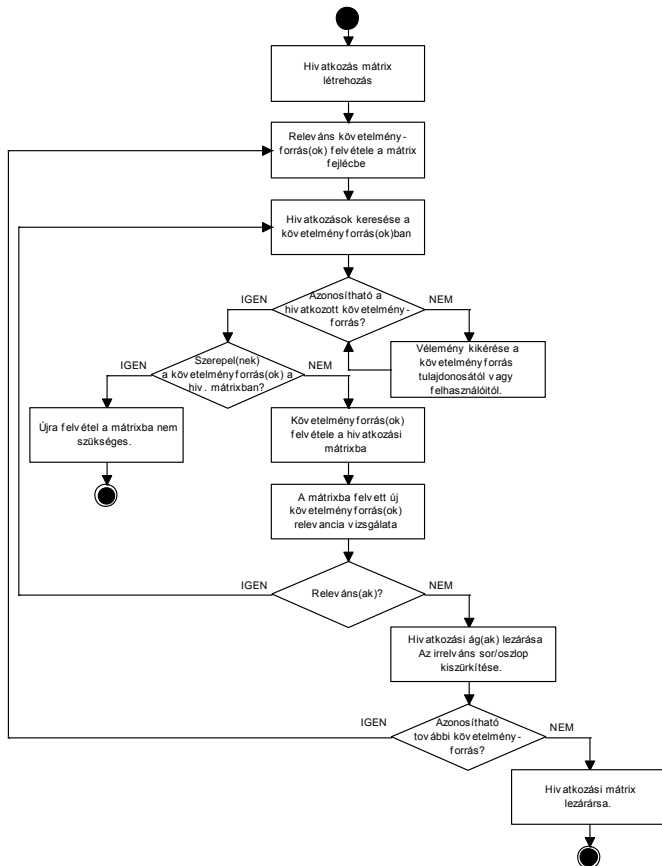 Hivatkozás mátrix
létrehozás
Releváns követelmény-
forrás(ok) felvétele a mátrix
fejlécbe
Hivatkozások keresése a
követelményforrás(ok)ban
IGEN
Azonosítható a
hivatkozott követelmény-
forrás?
NEM
Vélemény kikérése a
követelményforrás
tulajdonosától vagy
felhasználóitól.
IGEN
Szerepel(nek)
a követelményforrás(ok) a
hiv. mátrixban?
NEM
Újra felvétel a mátrixba nem
szükséges.
Követelményforrás(ok)
felvétele a hivatkozási
mátrixba
A mátrixba felvett új
követelményforrás(ok)
relevancia vizsgálata
IGEN
Releváns(ak)?
NEM
Hivatkozási ág(ak) lezárása
Az irrelváns sor/oszlop
kiszürkítése.
IGEN
Azonosítható
további követelmény-
forrás?
NEM
Hivatkozási mátrix
lezárársa.